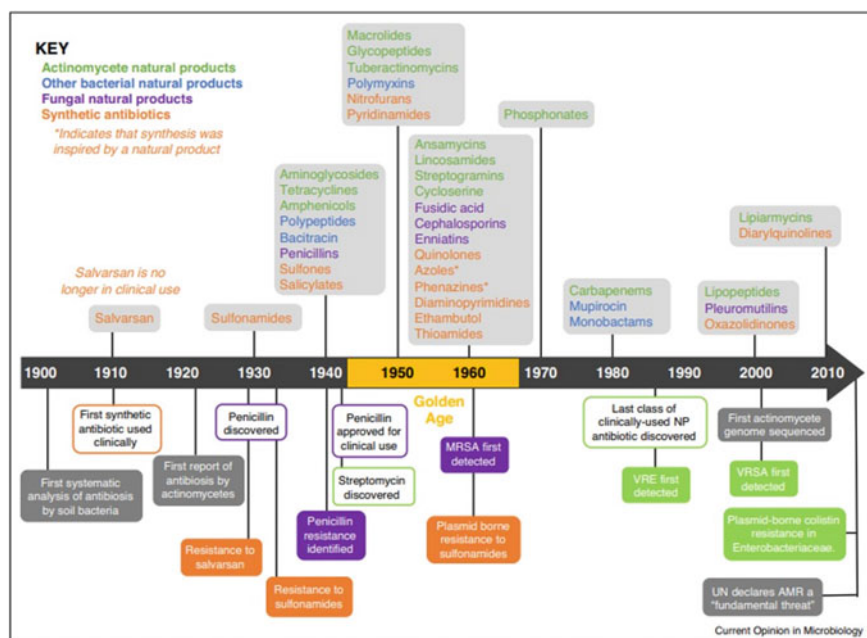 KEY
Actinomycete natural products
Other bacterial natural products
Fungal natural products
Synthetic antibiotics
*Indicates that synthesis was
inspired by a natural product
Macrolides
Glycopeptides
Tuberactinomycins
Polymyxins
Nitrofurans
Pyridinamides
Phosphonates
Aminoglycosides
Tetracyclines
Amphenicols
Polypeptides
Bacitracin
Penicillins
Sulfones
Salicylates
Ansamycins
Lincosamides
Streptogramins
Cycloserine
Fusidic acid
Cephalosporins
Enniatins
Quinolones
Azoles*
Phenazines*
Diaminopyrimidines
Ethambutol
Thioamides
Lipiarmycins
Diarylquinolines
Salvarsan is no
longer in clinical use
Salvarsan
Sulfonamides
Carbapenems
Mupirocin
Monobactams
Lipopeptides
Pleuromutilins
Oxazolidinones
1900 1910 1920 1930 1940 1950 1960 1970 1980 1990 2000 2010
Golden
Age
First synthetic
antibiotic used
clinically
Penicillin
discovered
Penicillin
approved for
clinical use
Last class of
clinically-used NP
antibiotic discovered
First actinomycete
genome sequenced
First systematic
analysis of antibiosis
by soil bacteria
First report of
antibiosis by
actinomycetes
Streptomycin
discovered
MRSA first
detected
VRE first
detected
VRSA first
detected
Penicillin
resistance
identified
Plasmid borne
resistance to
sulfonamides
Plasmid-borne colistin
resistance in
Enterobacteriaceae.
Resistance to
salvarsan
Resistance to
sulfonamides
UN declares AMR a
"fundamental threat"
Current Opinion in Microbiology